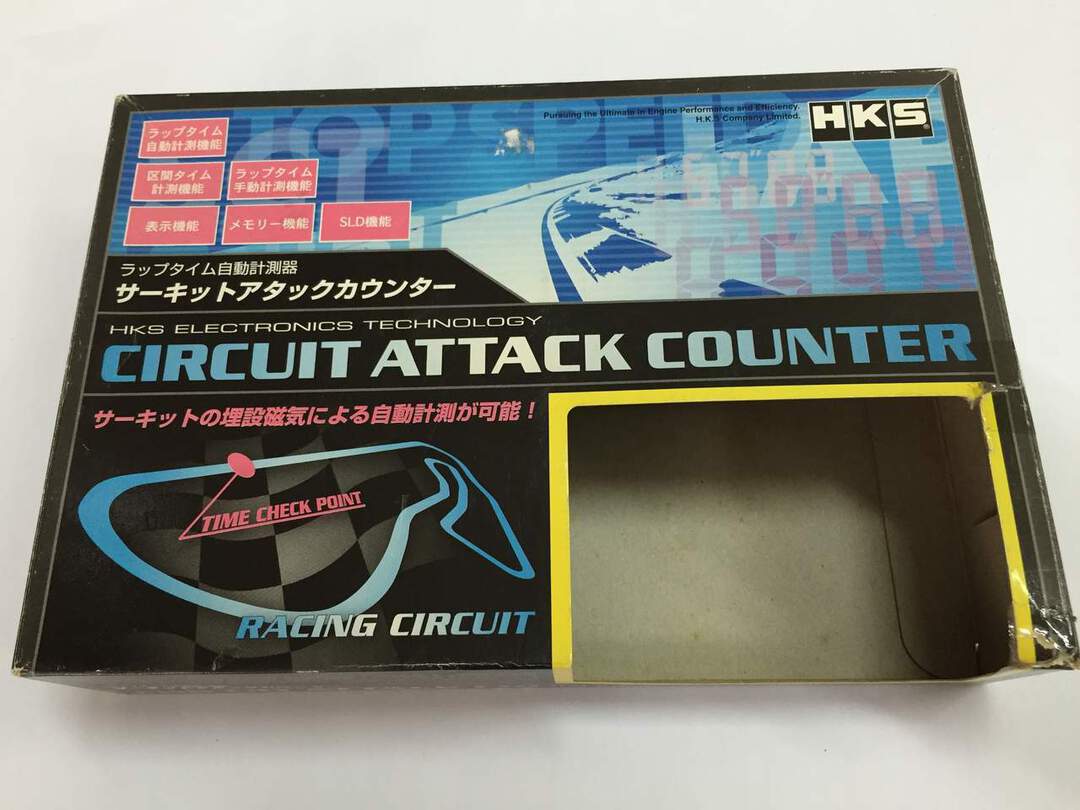 TOP SPEED
Pursuing the Ultimate in Engine Performance and Efficiency.
H.K.S Company Limited.
HKS
ラップタイム
自動計測機能
区間タイム
計測機能
ラップタイム
手動計測機能
表示機能
メモリー機能
SLD機能
ラップタイム自動計測器
サーキットアタックカウンター
HKS ELECTRONICS TECHNOLOGY
CIRCUIT ATTACK COUNTER
サーキットの埋設磁気による自動計測が可能！
TIME CHECK POINT
RACING CIRCUIT